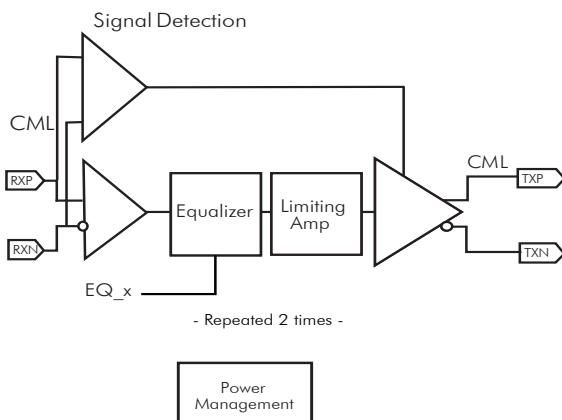 Signal Detection
CML
CML
RXP
TXP
Equalizer
Limiting
Amp
RXN
TXN
EQ_x
- Repeated 2 times -
Power
Management